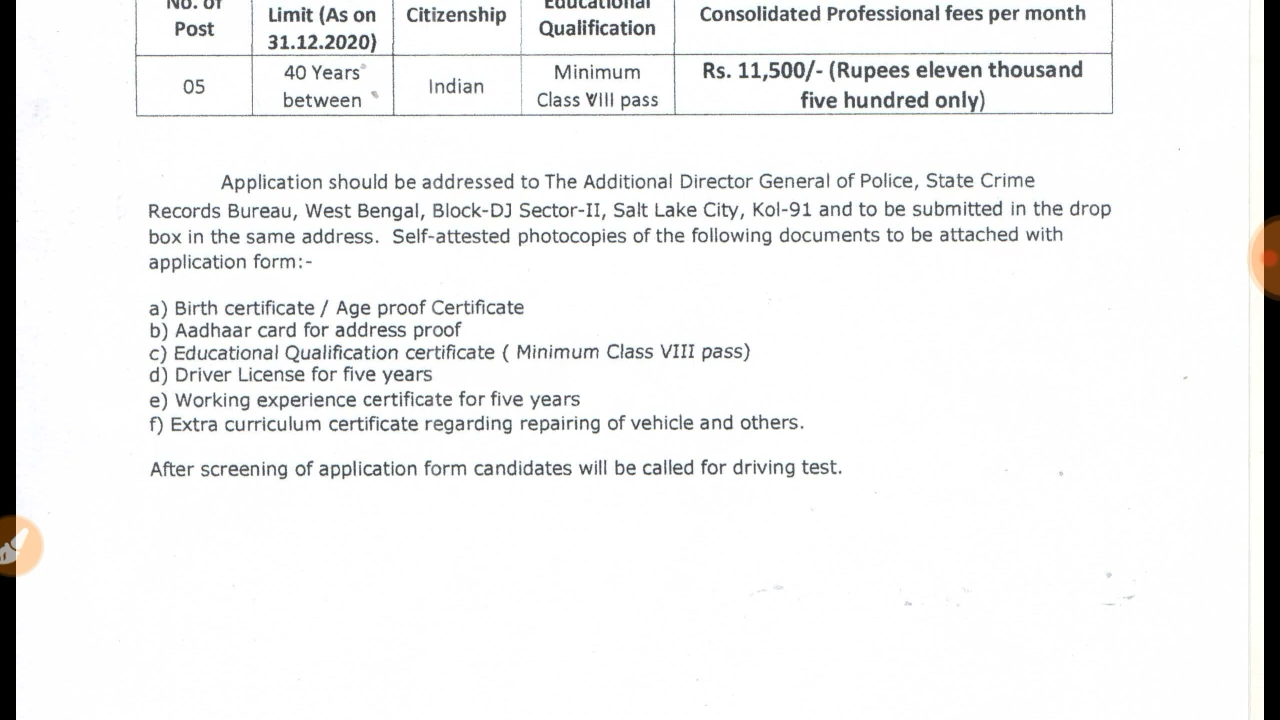 No. of
Post
Limit (As on
31.12.2020)
Citizenship
Educational
Qualification
Consolidated Professional fees per month
05
40 Years
between
Indian
Minimum
Class VIII pass
Rs. 11,500/- (Rupees eleven thousand
five hundred only)
Application should be addressed to The Additional Director General of Police, State Crime
Records Bureau, West Bengal, Block-DJ Sector-II, Salt Lake City, Kol-91 and to be submitted in the drop
box in the same address. Self-attested photocopies of the following documents to be attached with
application form:-
a) Birth certificate / Age proof Certificate
b) Aadhaar card for address proof
c) Educational Qualification certificate ( Minimum Class VIII pass)
d) Driver License for five years
e) Working experience certificate for five years
f) Extra curriculum certificate regarding repairing of vehicle and others.
After screening of application form candidates will be called for driving test.